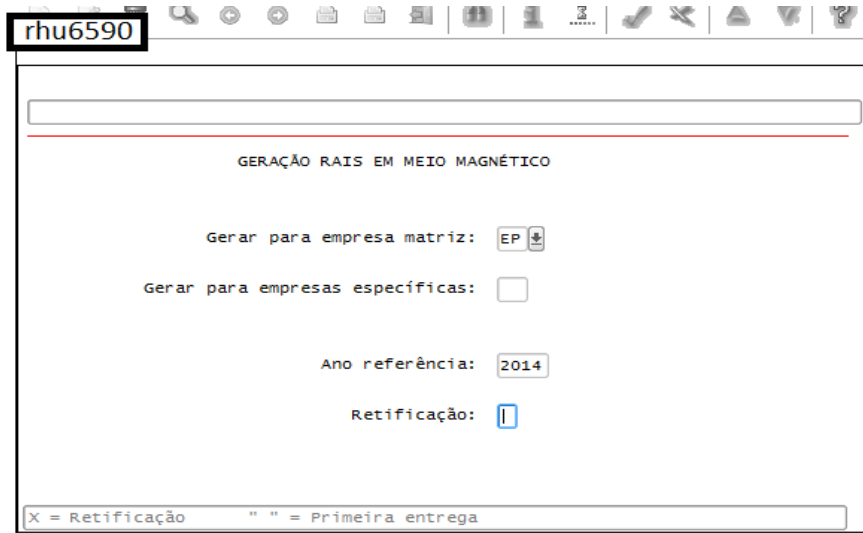 rhu6590
GERAÇÃO RAIS EM MEIO MAGNÉTICO
Gerar para empresa matriz: EP
Gerar para empresas específicas:
Ano referência: 2014
Retificação:
X = Retificação " " = Primeira entrega